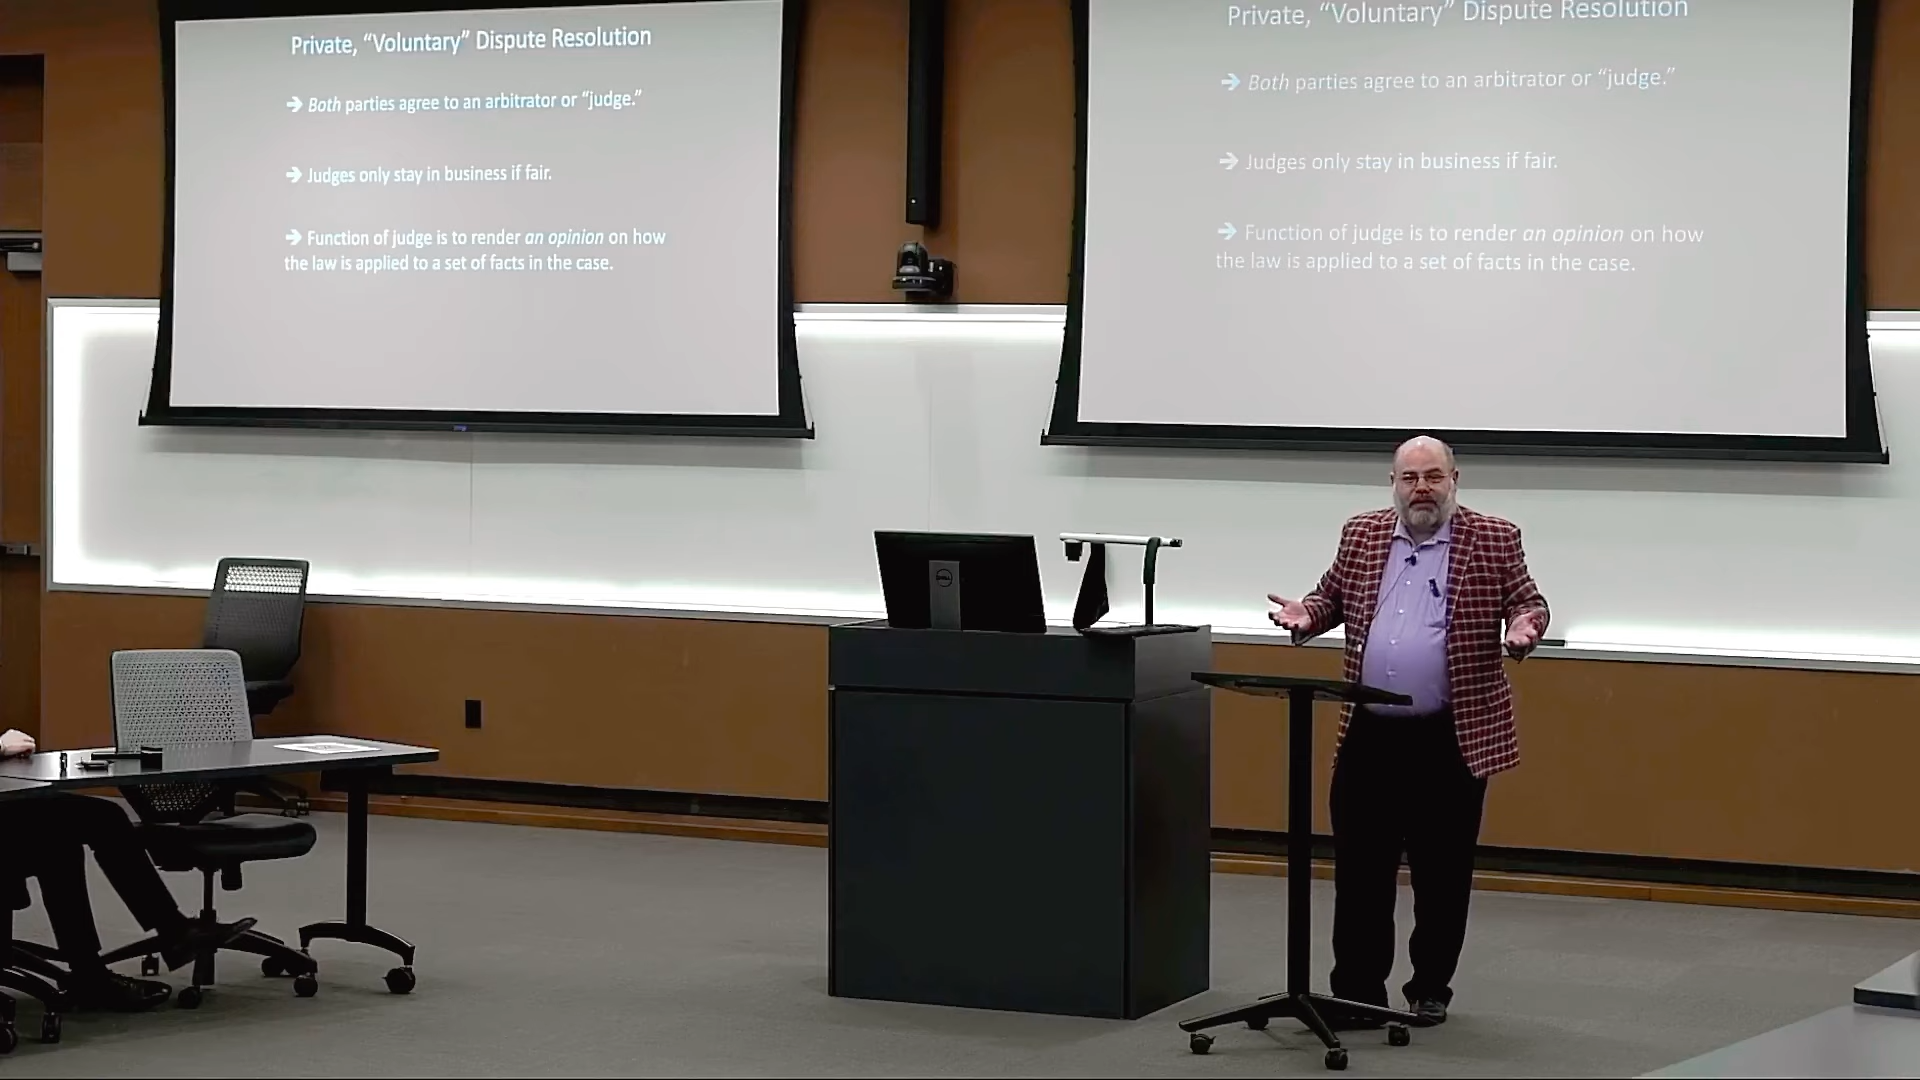 Private, “Voluntary” Dispute Resolution
➔ Both parties agree to an arbitrator or “judge.”
➔ Judges only stay in business if fair.
➔ Function of judge is to render an opinion on how
the law is applied to a set of facts in the case.
Private, “Voluntary” Dispute Resolution
➔ Both parties agree to an arbitrator or “judge.”
➔ Judges only stay in business if fair.
➔ Function of judge is to render an opinion on how
the law is applied to a set of facts in the case.
DELL